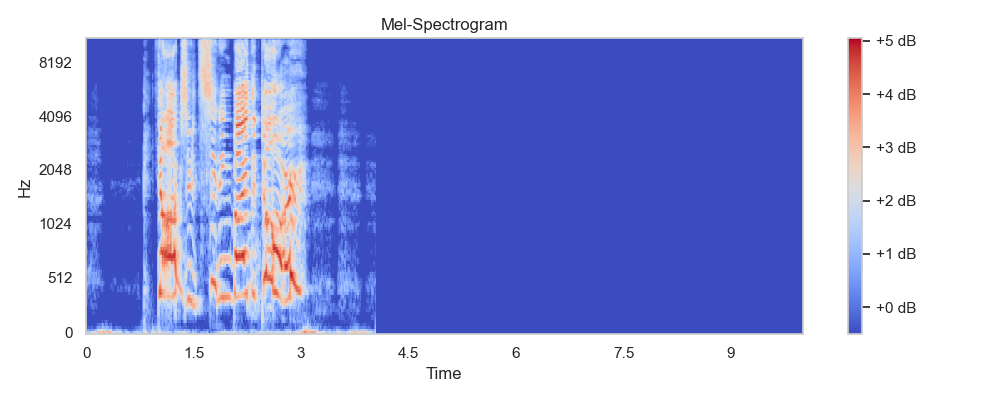 Mel-Spectrogram
8192
4096
2048
1024
512
0
Hz
0 1.5 3 4.5 6 7.5 9
Time
+5 dB
+4 dB
+3 dB
+2 dB
+1 dB
+0 dB